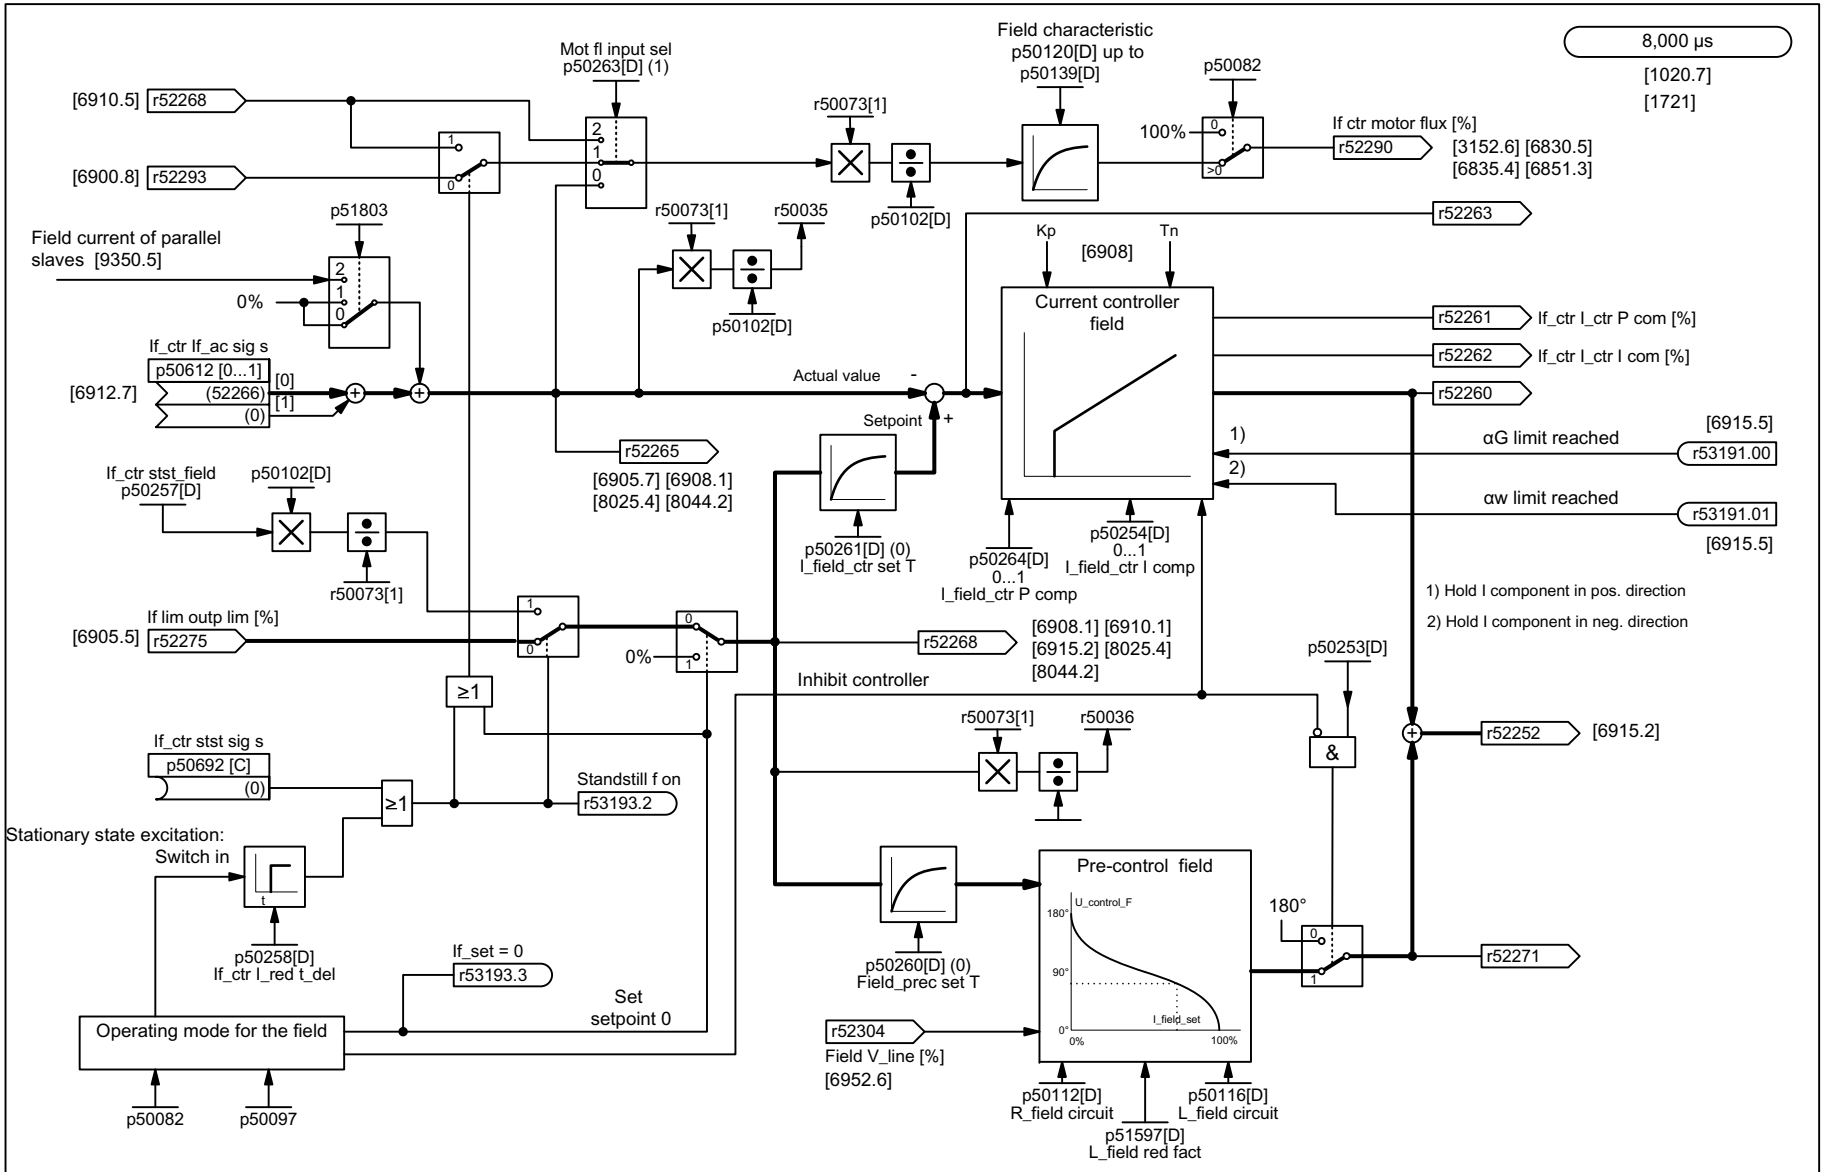 8,000 µs
[1020.7]
[1721]
Field characteristic
p50120[D] up to
p50139[D]
Mot fl input sel
p50263[D] (1)
p50082
[6910.5]
r52268
r50073[1]
100%
0
>0
If ctr motor flux [%]
r52290
[3152.6] [6830.5]
[6835.4] [6851.3]
2
1
0
1
0
[6900.8]
r52293
p50102[D]
p51803
r50073[1]
r50035
r52263
Field current of parallel
slaves [9350.5]
2
1
0
0%
p50102[D]
Kp
[6908]
Tn
Current controller
field
r52261
If_ctr I_ctr P com [%]
r52262
If_ctr I_ctr I com [%]
r52260
If_ctr If_ac sig s
p50612 [0...1]
[6912.7]
(52266)
[0]
(0)
[1]
+
+
Actual value
-
Setpoint
+
[6915.5]
αG limit reached
r53191.00
1)
2)
αw limit reached
r53191.01
[6915.5]
r52265
[6905.7] [6908.1]
[8025.4] [8044.2]
If_ctr stst_field
p50257[D]
p50102[D]
r50073[1]
p50261[D] (0)
I_field_ctr set T
p50264[D]
0...1
I_field_ctr P comp
p50254[D]
0...1
I_field_ctr I comp
1) Hold I component in pos. direction
2) Hold I component in neg. direction
If lim outp lim [%]
[6905.5]
r52275
1
0
0
1
0%
r52268
[6908.1] [6910.1]
[6915.2] [8025.4]
[8044.2]
p50253[D]
Inhibit controller
≥1
r50073[1]
r50036
&
+
r52252
[6915.2]
If_ctr stst sig s
p50692 [C]
(0)
≥1
Standstill f on
r53193.2
Stationary state excitation:
Switch in
t
p50258[D]
If_ctr I_red t_del
If_set = 0
r53193.3
Set
setpoint 0
Operating mode for the field
p50082
p50097
p50260[D] (0)
Field_prec set T
Pre-control field
U_control_F
180°
90°
0°
I_field_set
0%
100%
180°
0
1
r52271
r52304
Field V_line [%]
[6952.6]
p50112[D]
R_field circuit
p50116[D]
L_field circuit
p51597[D]
L_field red fact